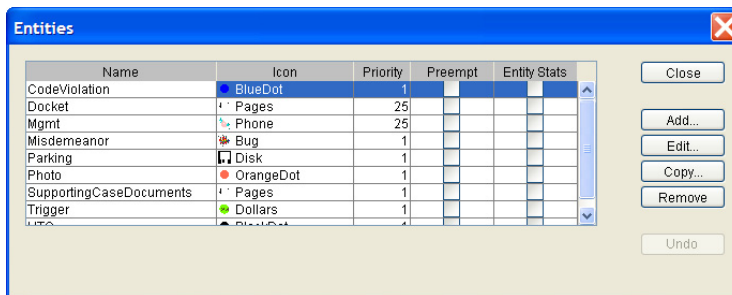 Entities
Name Icon Priority Preempt Entity Stats
CodeViolation BlueDot 1
Docket Pages 25
Mgmt Phone 25
Misdemeanor Bug 1
Parking Disk 1
Photo OrangeDot 1
SupportingCaseDocuments Pages 1
Trigger Dollars 1
Close
Add...
Edit...
Copy...
Remove
Undo